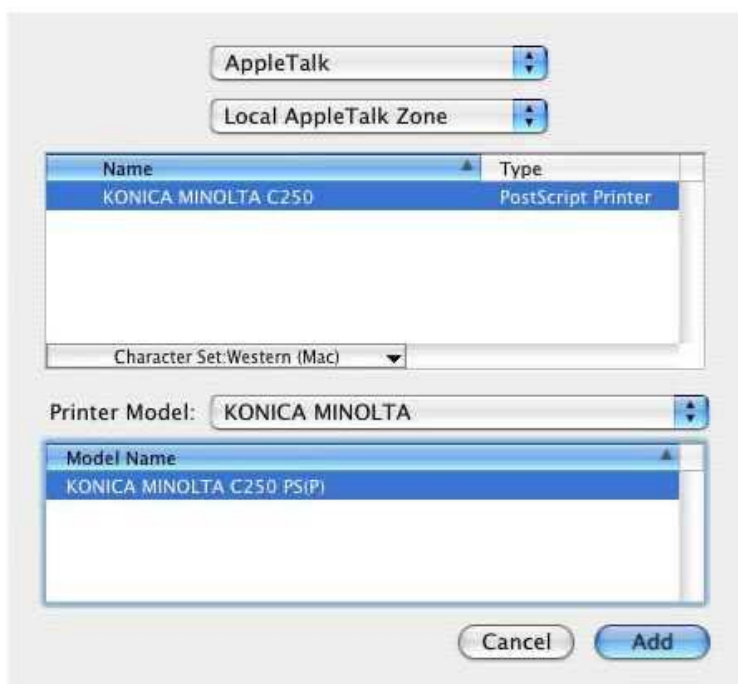 AppleTalk
Local AppleTalk Zone
Name Type
KONICA MINOLTA C250 PostScript Printer
Character Set:Western (Mac)
Printer Model: KONICA MINOLTA
Model Name
KONICA MINOLTA C250 PS(P)
Cancel Add